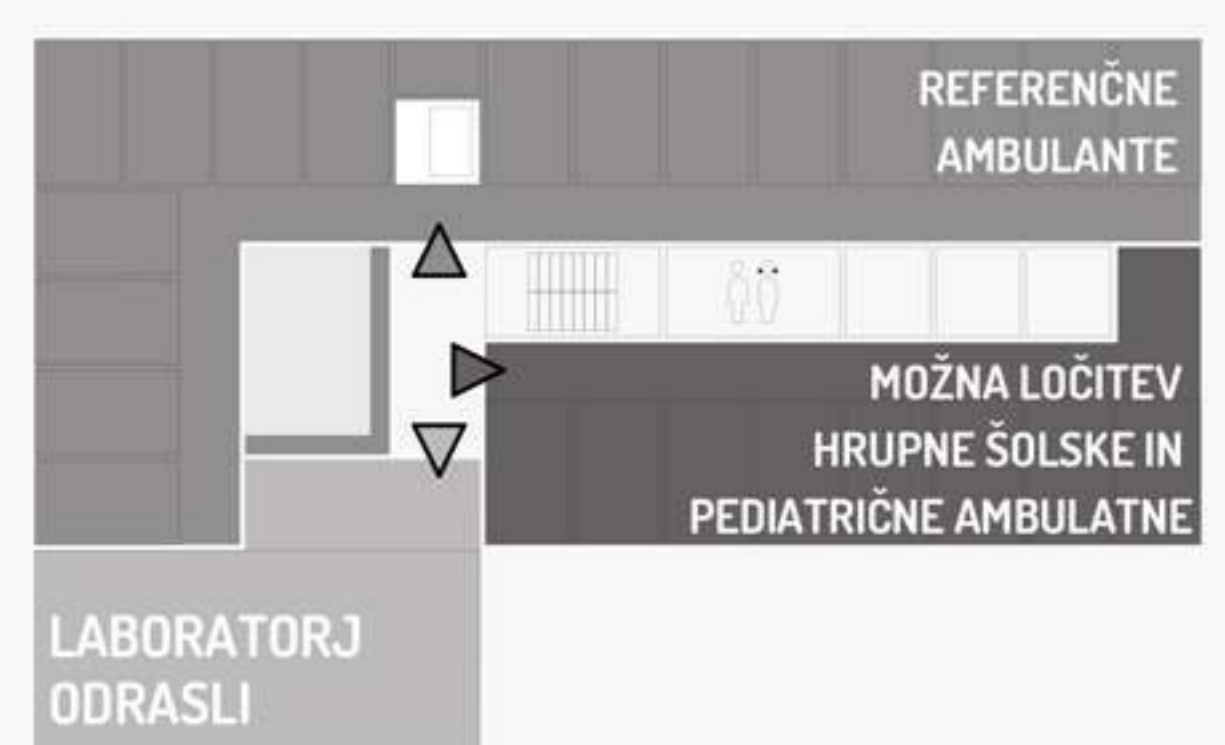 REFERENČNE
AMBULANTE
MOŽNA LOČITEV
HRUPNE ŠOLSKE IN
PEDIATRIČNE AMBULATNE
LABORATORJ
ODRASLI